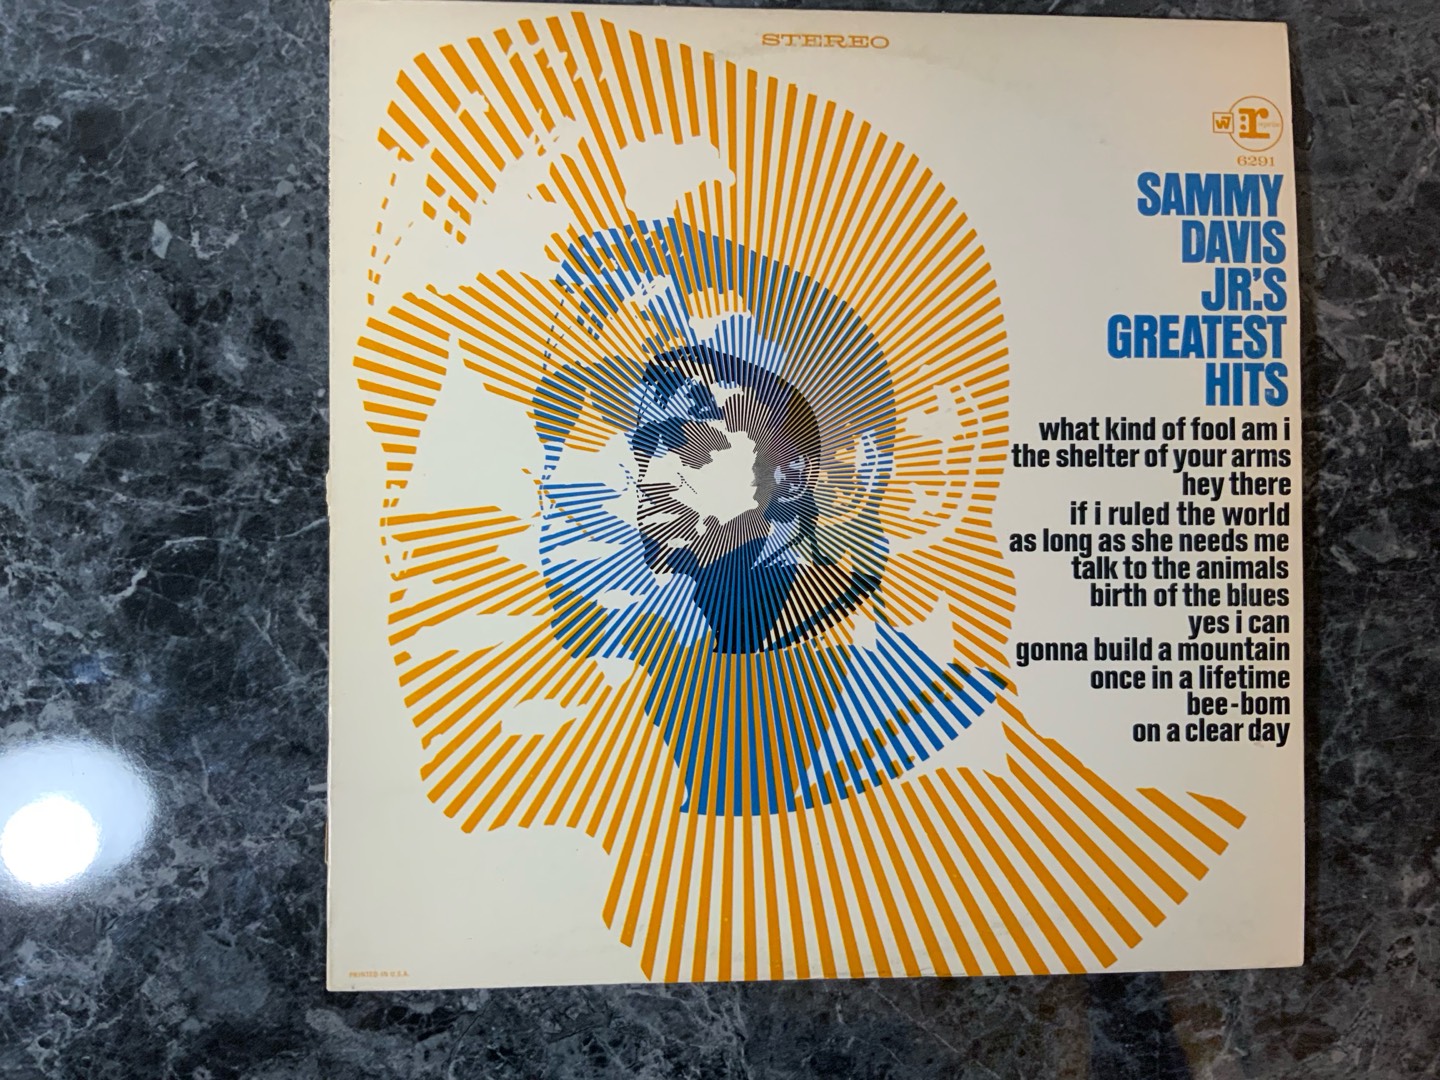 STEREO
W
r
6291
SAMMY
DAVIS
JR.'S
GREATEST
HITS
what kind of fool am i
the shelter of your arms
hey there
if i ruled the world
as long as she needs me
talk to the animals
birth of the blues
yes i can
gonna build a mountain
once in a lifetime
bee-bom
on a clear day
PRINTED IN U.S.A.